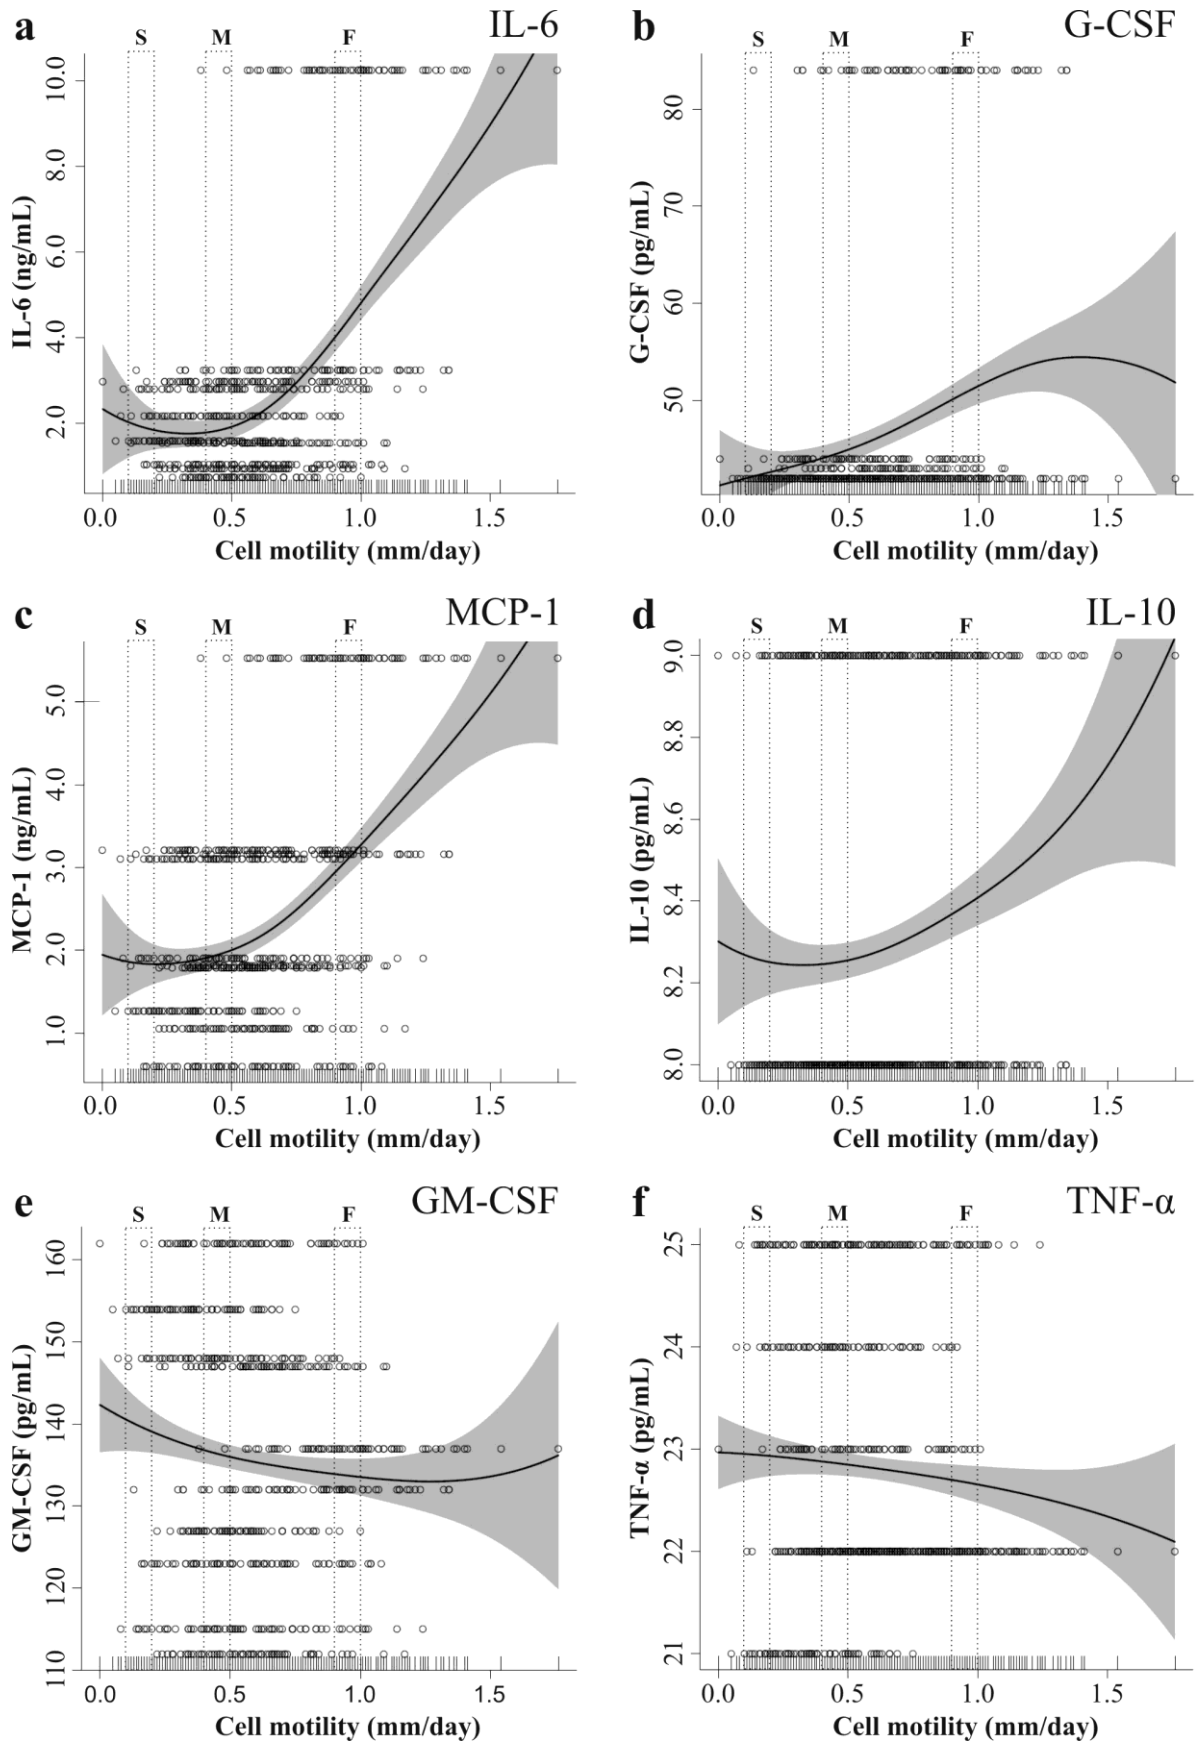 a IL-6
S M F
IL-6 (ng/mL)
10.0
8.0
6.0
4.0
2.0
0.0 0.5 1.0 1.5
Cell motility (mm/day)
b G-CSF
S M F
G-CSF (pg/mL)
80
70
60
50
0.0 0.5 1.0 1.5
Cell motility (mm/day)
c MCP-1
S M F
MCP-1 (ng/mL)
5.0
4.0
3.0
2.0
1.0
0.0 0.5 1.0 1.5
Cell motility (mm/day)
d IL-10
S M F
IL-10 (pg/mL)
9.0
8.8
8.6
8.4
8.2
8.0
0.0 0.5 1.0 1.5
Cell motility (mm/day)
e GM-CSF
S M F
GM-CSF (pg/mL)
160
150
140
130
120
110
0.0 0.5 1.0 1.5
Cell motility (mm/day)
f TNF-α
S M F
TNF-α (pg/mL)
25
24
23
22
21
0.0 0.5 1.0 1.5
Cell motility (mm/day)